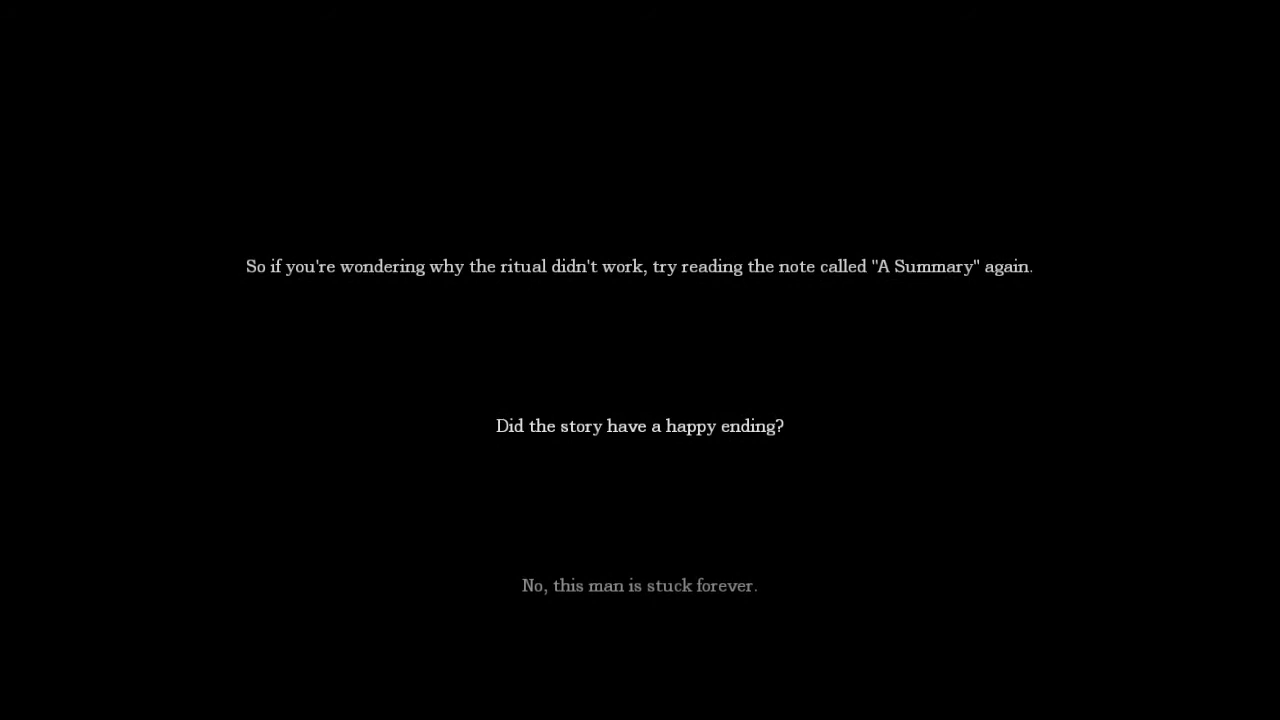 So if you're wondering why the ritual didn't work, try reading the note called "A Summary" again.
Did the story have a happy ending?
No, this man is stuck forever.